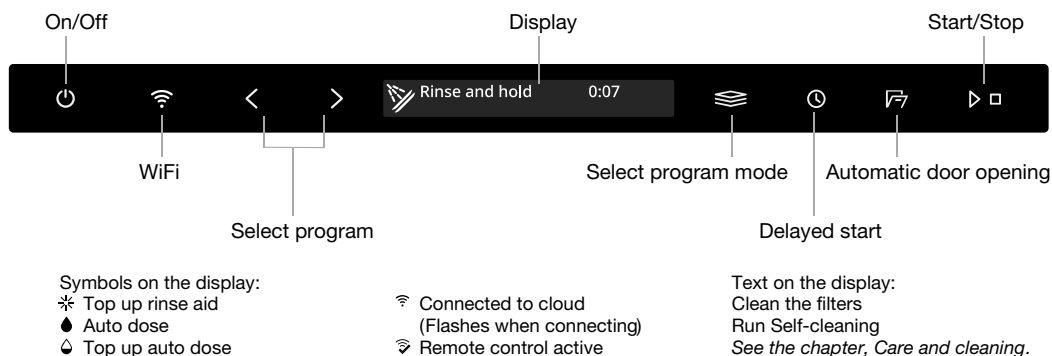 On/Off
Display
Start/Stop
Rinse and hold 0:07
WiFi
Select program mode
Automatic door opening
Select program
Delayed start
Symbols on the display:
Top up rinse aid
Auto dose
Top up auto dose
Connected to cloud
(Flashes when connecting)
Remote control active
Text on the display:
Clean the filters
Run Self-cleaning
See the chapter, Care and cleaning.